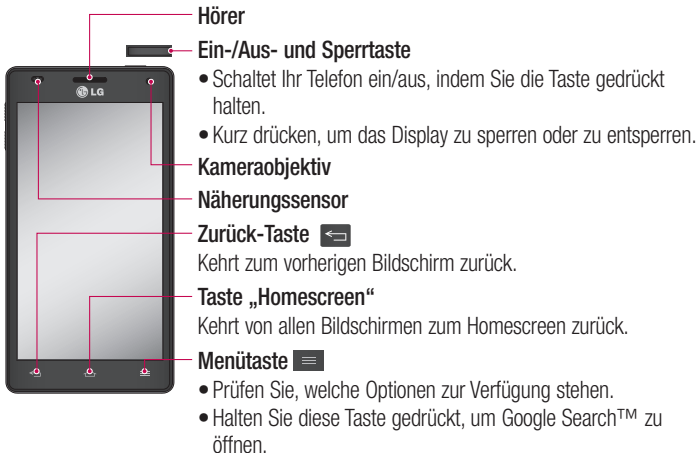 Hörer
Ein-/Aus- und Sperrtaste
• Schaltet Ihr Telefon ein/aus, indem Sie die Taste gedrückt
halten.
• Kurz drücken, um das Display zu sperren oder zu entsperren.
LG
Kameraobjektiv
Näherungssensor
Zurück-Taste
Kehrt zum vorherigen Bildschirm zurück.
Taste „Homescreen“
Kehrt von allen Bildschirmen zum Homescreen zurück.
Menütaste
• Prüfen Sie, welche Optionen zur Verfügung stehen.
• Halten Sie diese Taste gedrückt, um Google Search™ zu
öffnen.